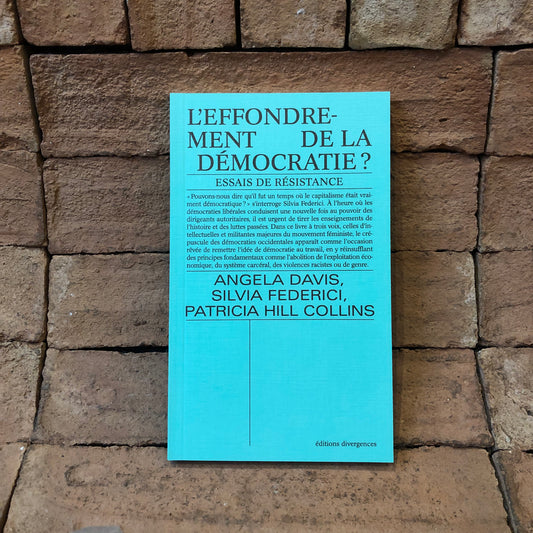 L'EFFONDRE-
MENT DE LA
DÉMOCRATIE ?
ESSAIS DE RÉSISTANCE
« Pouvons-nous dire qu'il fut un temps où le capitalisme était vrai-
ment démocratique ? » s'interroge Silvia Federici. À l'heure où les
démocraties libérales conduisent une nouvelle fois au pouvoir des
dirigeants autoritaires, il est urgent de tirer les enseignements de
l'histoire et des luttes passées. Dans ce livre à trois voix, celles d'in-
tellectuelles et militantes majeures du mouvement féministe, le cré-
puscule des démocraties occidentales apparaît comme l'occasion
rêvée de remettre l'idée de démocratie au travail, en y réinsufflant
des principes fondamentaux comme l'abolition de l'exploitation éco-
nomique, du système carcéral, des violences racistes ou de genre.
ANGELA DAVIS,
SILVIA FEDERICI,
PATRICIA HILL COLLINS
éditions divergences